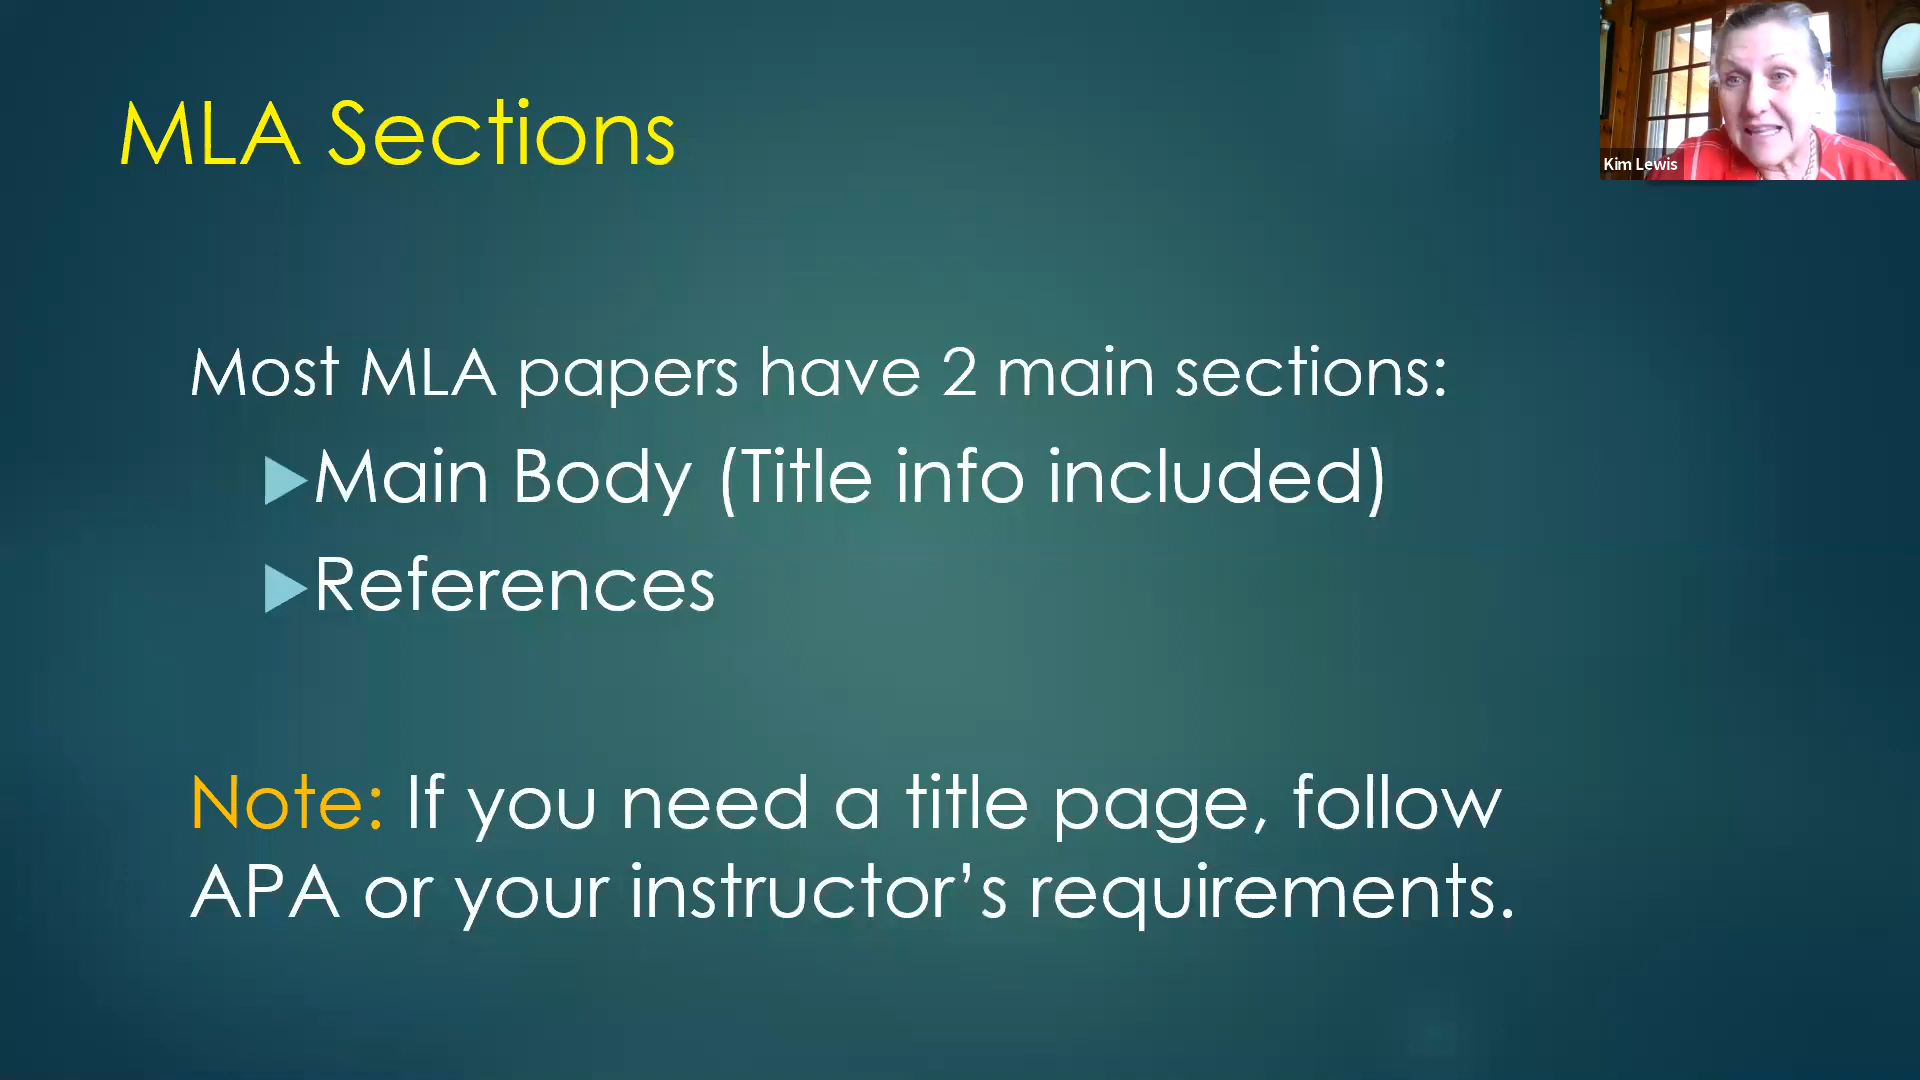 MLA Sections
Kim Lewis
Most MLA papers have 2 main sections:
Main Body (Title info included)
References
Note: If you need a title page, follow
APA or your instructor’s requirements.